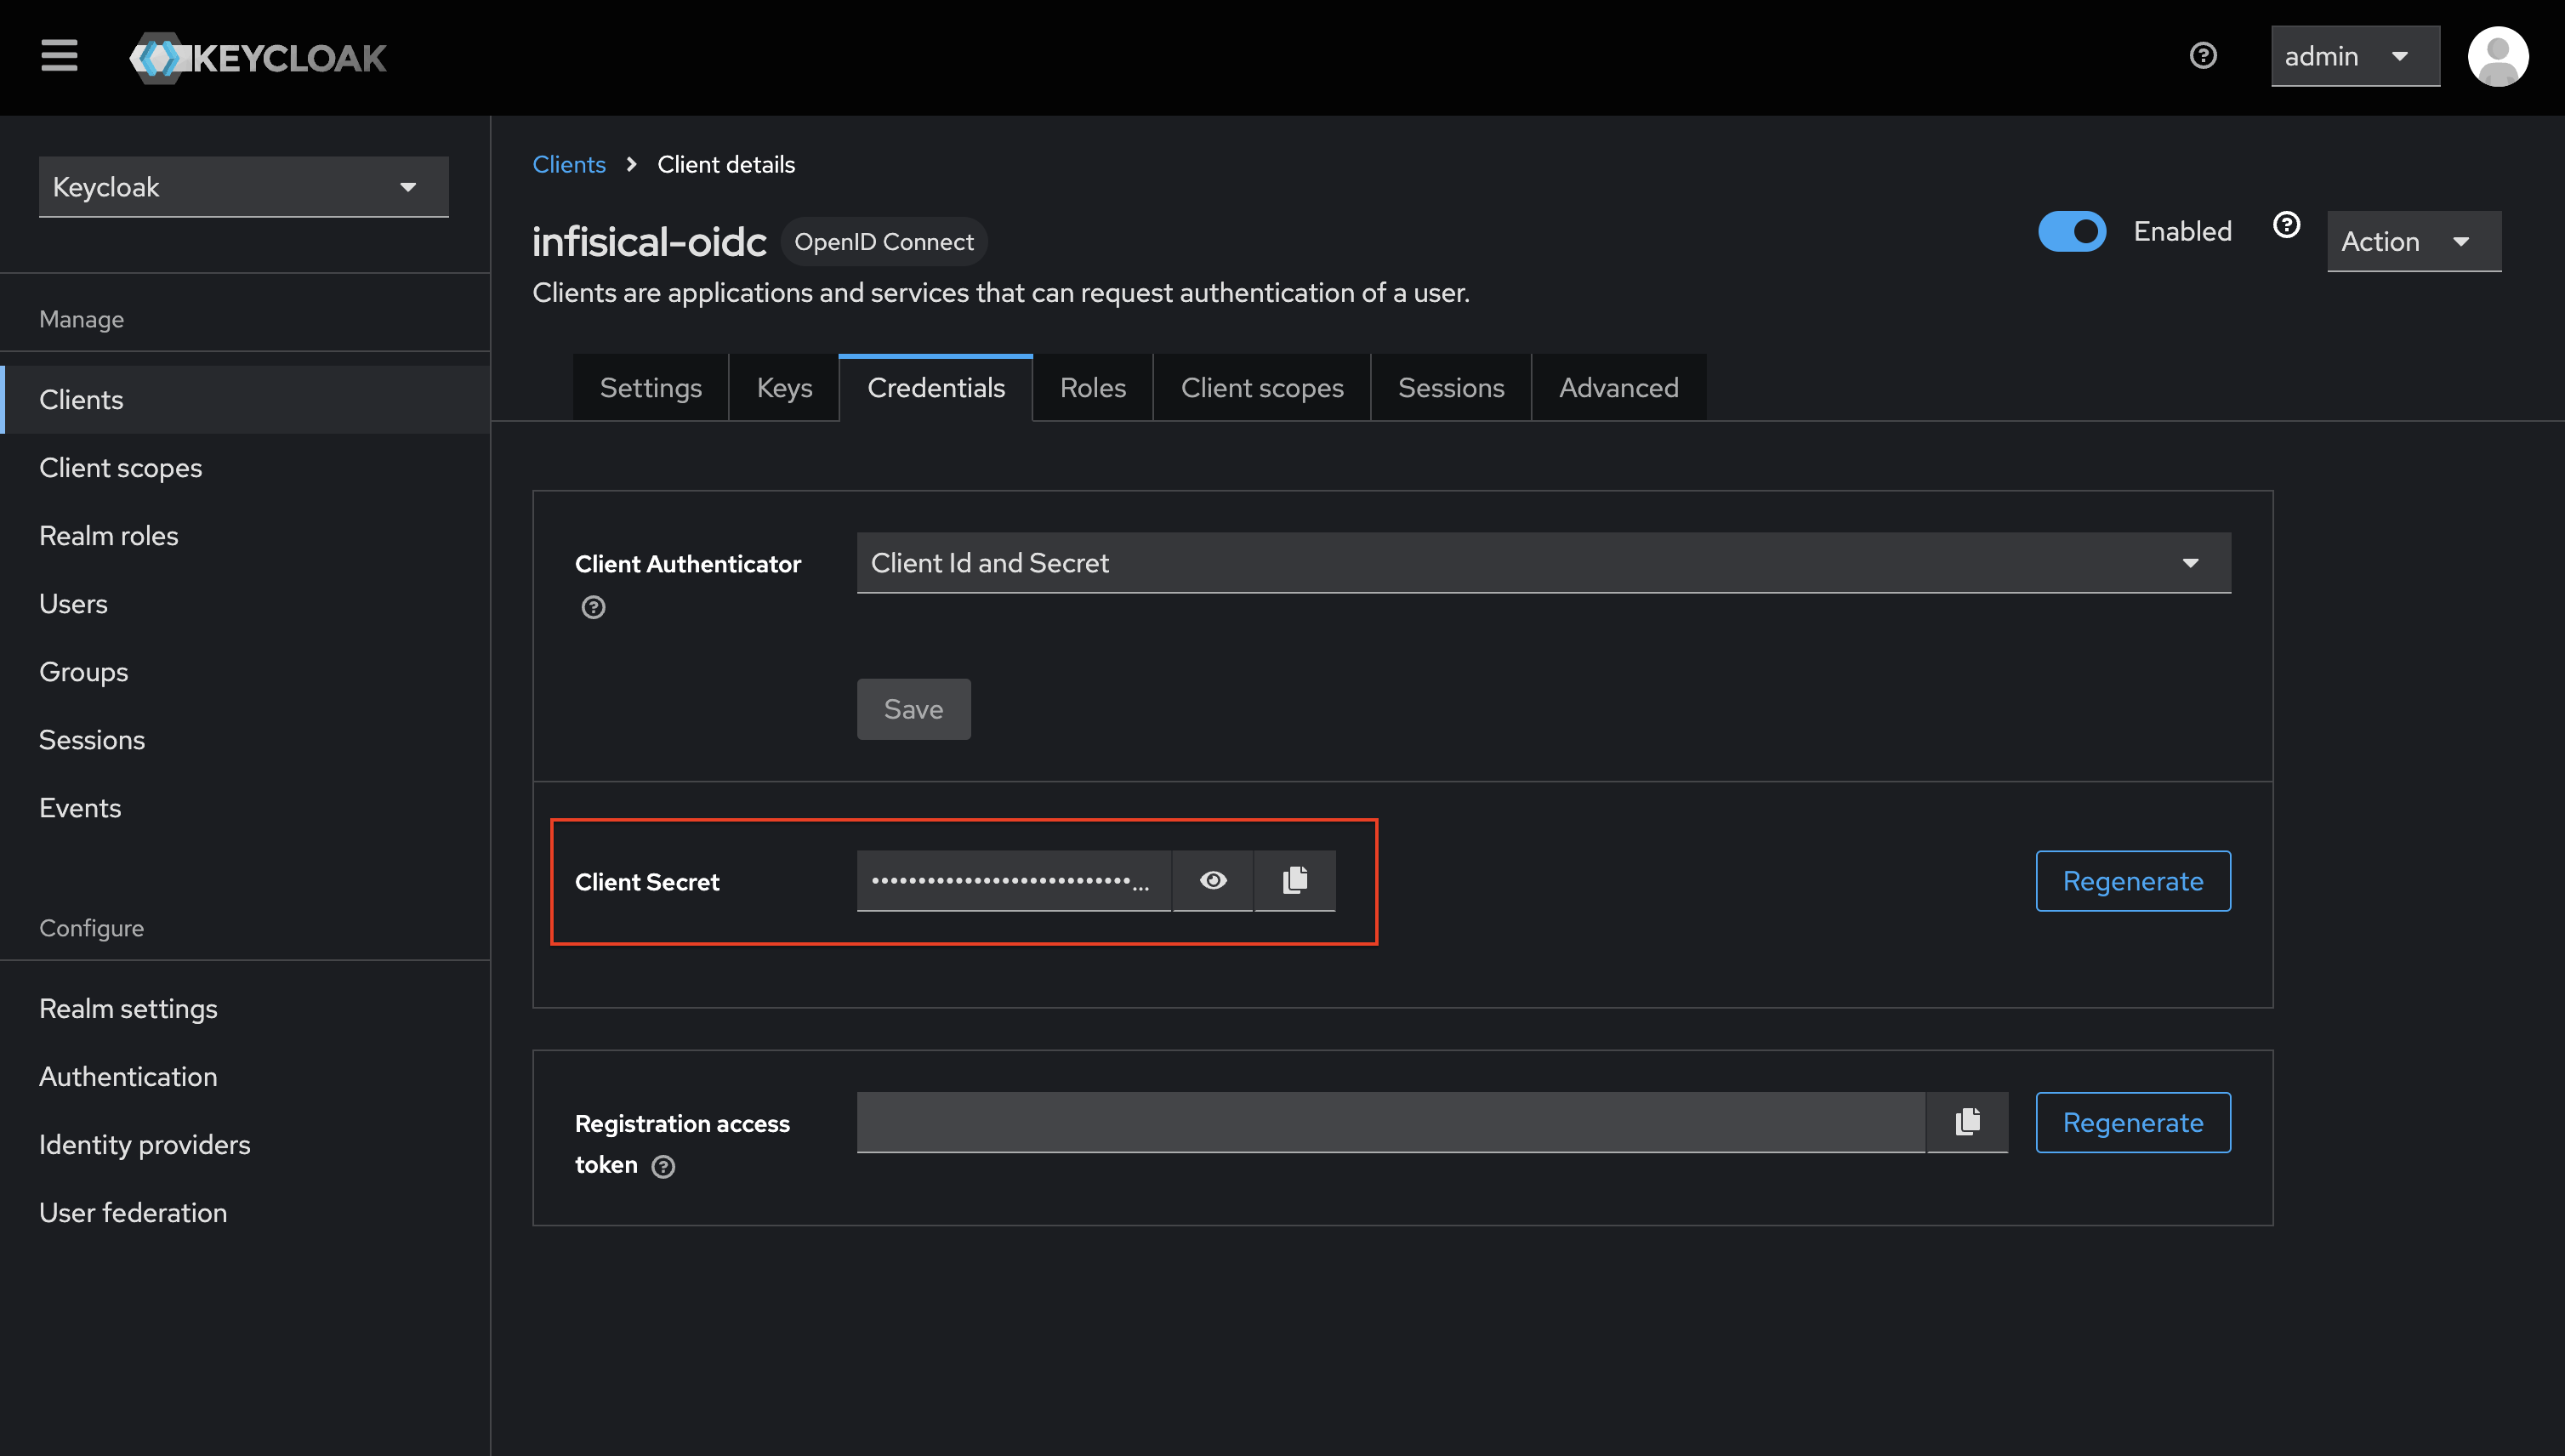 KEYCLOAK
admin
Keycloak
Manage
Clients
Client scopes
Realm roles
Users
Groups
Sessions
Events
Configure
Realm settings
Authentication
Identity providers
User federation
Clients > Client details
infisical-oidc OpenID Connect
Enabled
Action
Clients are applications and services that can request authentication of a user.
Settings Keys Credentials Roles Client scopes Sessions Advanced
Client Authenticator Client Id and Secret
Save
Client Secret ••••••••••••••••••••••••••••...
Regenerate
Registration access
token
Regenerate